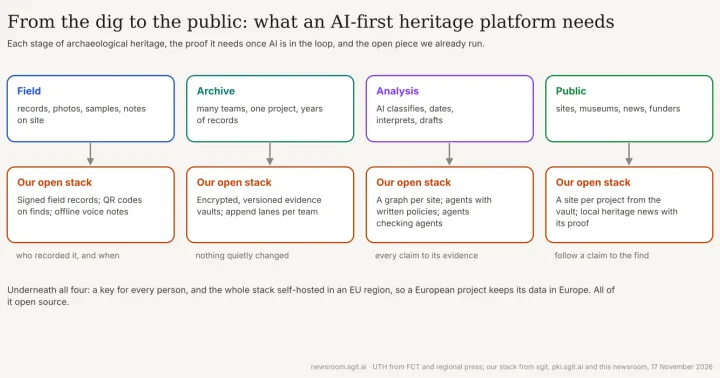 From the dig to the public: what an AI-first heritage platform needs
Each stage of archaeological heritage, the proof it needs once AI is in the loop, and the open piece we already run.
Field
records, photos, samples, notes
on site
Archive
many teams, one project, years
of records
Analysis
AI classifies, dates,
interprets, drafts
Public
sites, museums, news, funders
Our open stack
Signed field records; QR codes
on finds; offline voice notes
Our open stack
Encrypted, versioned evidence
vaults; append lanes per team
Our open stack
A graph per site; agents with
written policies; agents
checking agents
Our open stack
A site per project from the
vault; local heritage news with
its proof
who recorded it, and when
nothing quietly changed
every claim to its evidence
follow a claim to the find
Underneath all four: a key for every person, and the whole stack self-hosted in an EU region, so a European project keeps its data in Europe. All of
it open source.
newsroom.sgit.ai · UTH from FCT and regional press; our stack from sgit, pki.sgit.ai and this newsroom, 17 November 2026